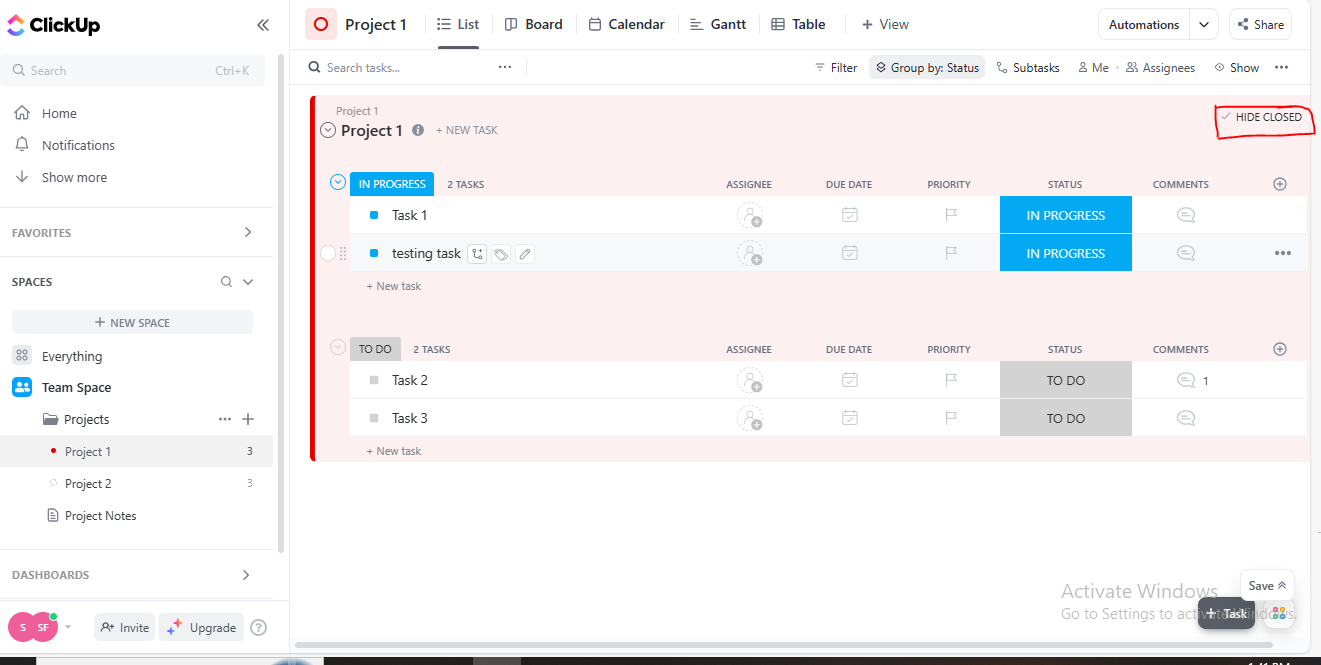 ClickUp
Search Ctrl+K
Home
Notifications
Show more
FAVORITES
SPACES
+ NEW SPACE
Everything
Team Space
Projects
Project 1 3
Project 2 3
Project Notes
DASHBOARDS
S SF Invite Upgrade ?
Project 1 List Board Calendar Gantt Table + View Automations Share
Search tasks... Filter Group by: Status Subtasks Me Assignees Show
Project 1
Project 1 + NEW TASK HIDE CLOSED
IN PROGRESS 2 TASKS ASSIGNEE DUE DATE PRIORITY STATUS COMMENTS
Task 1 IN PROGRESS
testing task IN PROGRESS
+ New task
TO DO 2 TASKS ASSIGNEE DUE DATE PRIORITY STATUS COMMENTS
Task 2 TO DO 1
Task 3 TO DO
+ New task
Activate Windows
Go to Settings to activate Windows.
Save
+ Task